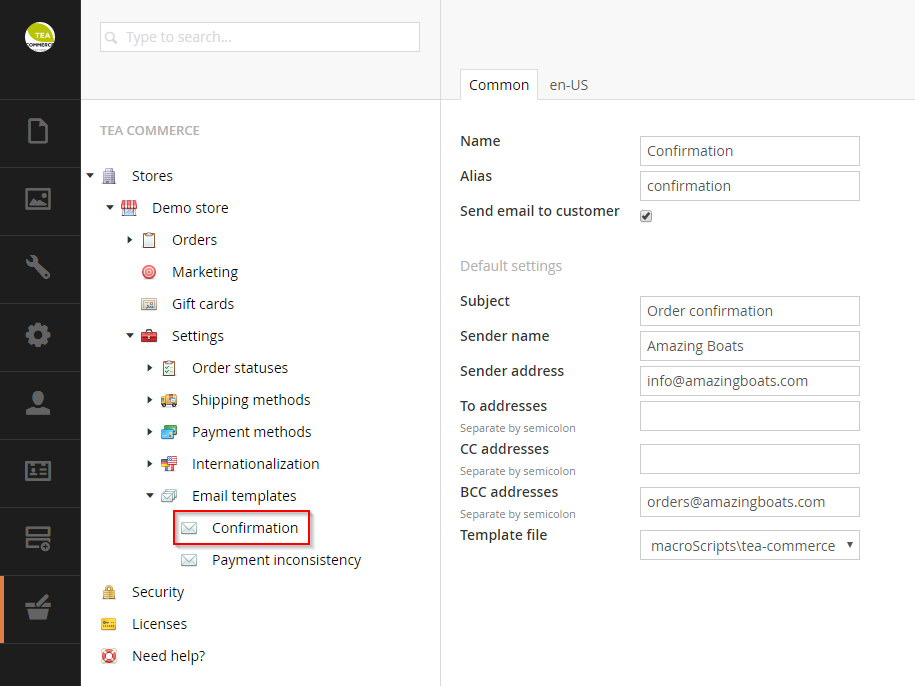 TEA
COMMERCE
Type to search...
TEA COMMERCE
Stores
Demo store
Orders
Marketing
Gift cards
Settings
Order statuses
Shipping methods
Payment methods
Internationalization
Email templates
Confirmation
Payment inconsistency
Security
Licenses
Need help?
Common en-US
Name Confirmation
Alias confirmation
Send email to customer
Default settings
Subject Order confirmation
Sender name Amazing Boats
Sender address info@amazingboats.com
To addresses
Separate by semicolon
CC addresses
Separate by semicolon
BCC addresses orders@amazingboats.com
Separate by semicolon
Template file macroScripts\tea-commerce